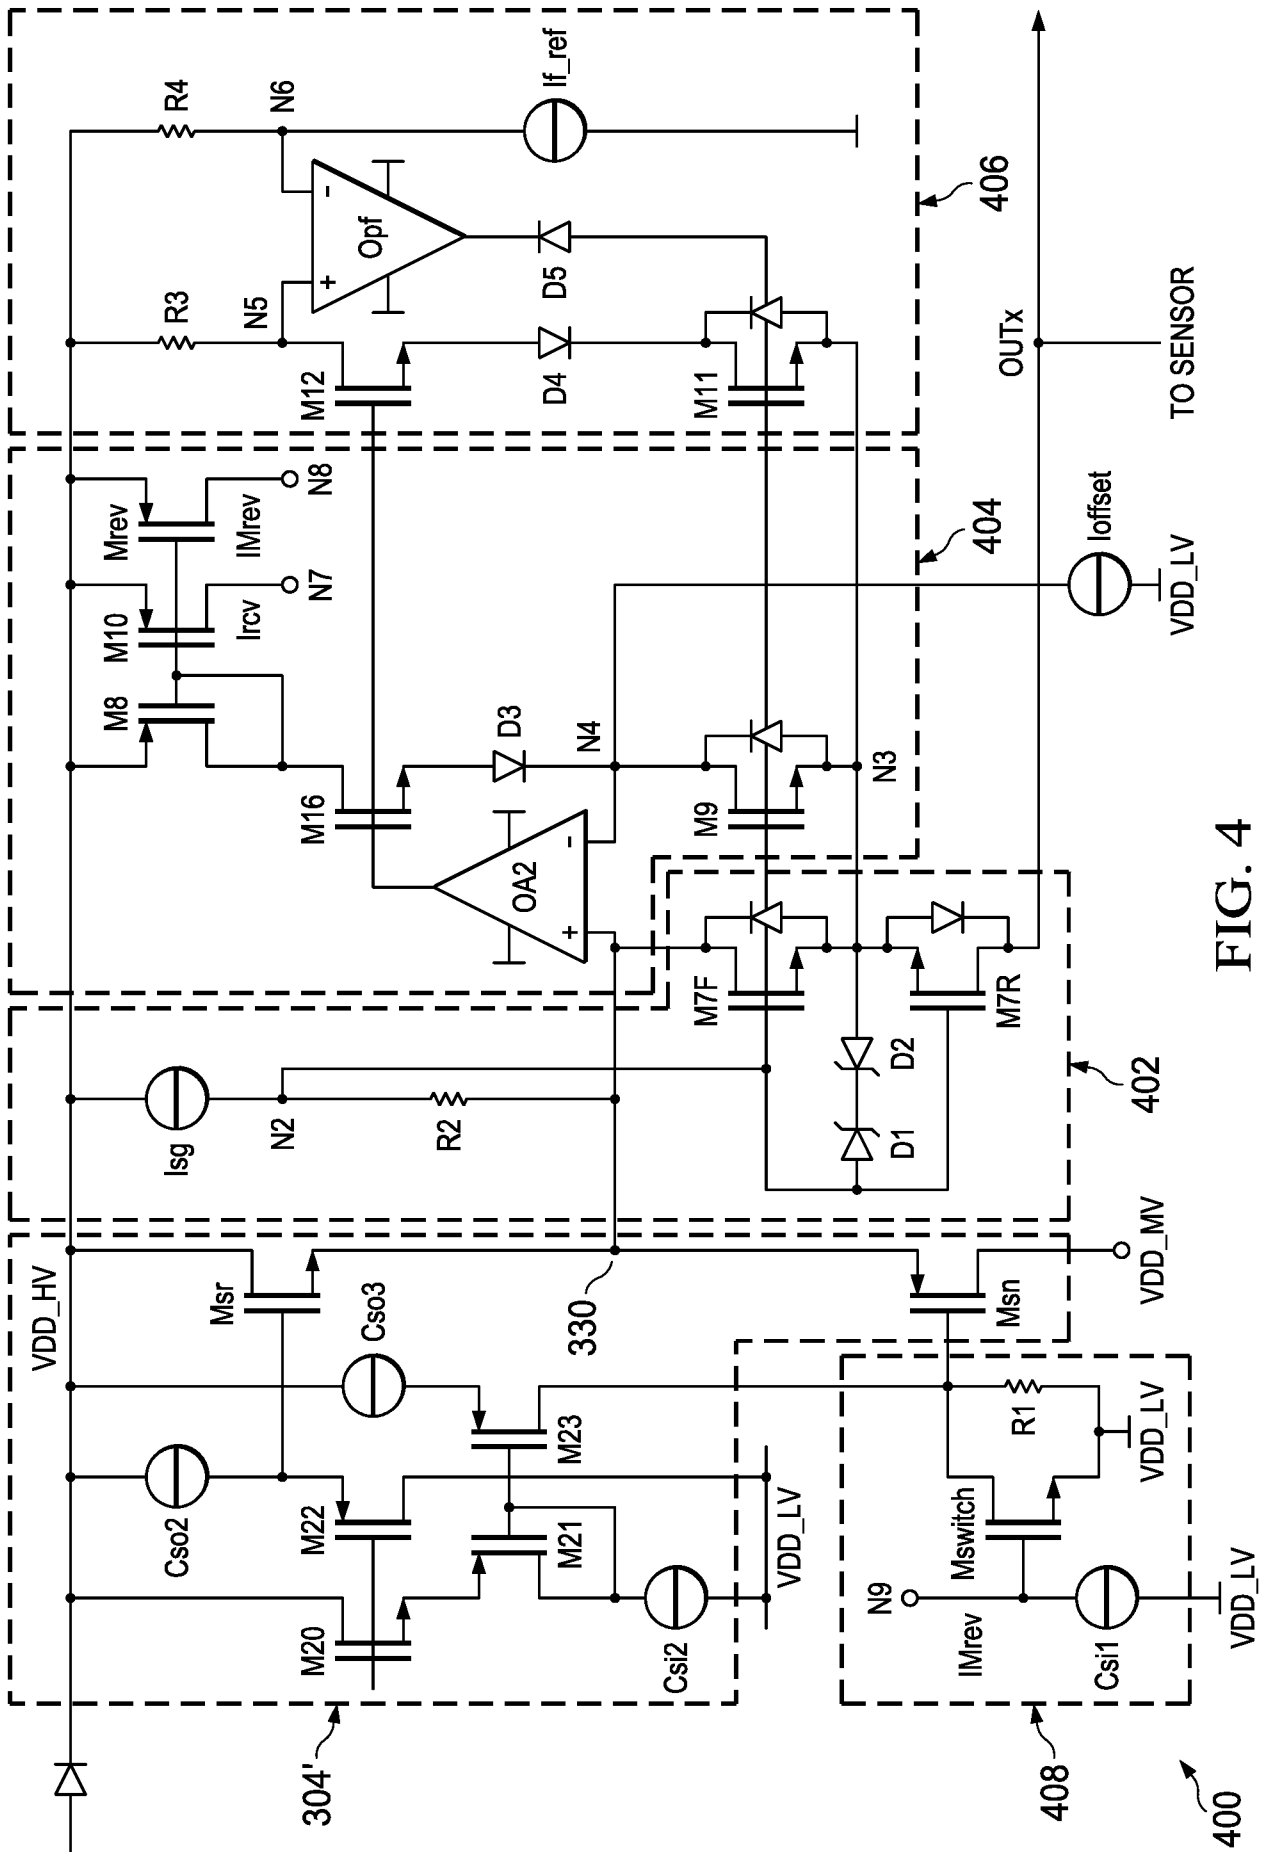 400
304'
VDD_HV
M20
M22
Cso2
M21
M23
Cso3
Csi2
VDD_LV
Msr
330
Msn
VDD_MV
408
N9
IMrev
Csi1
VDD_LV
Mswitch
R1
VDD_LV
402
Isg
N2
R2
D1
D2
M7F
M7R
404
M8
M10
Mrev
Ircv
IMrev
N7
N8
M16
OA2
+
-
D3
N4
M9
N3
Ioffset
VDD_LV
406
R3
R4
N5
N6
Opf
+
-
If_ref
M12
D4
D5
M11
OUTx
TO SENSOR
FIG. 4